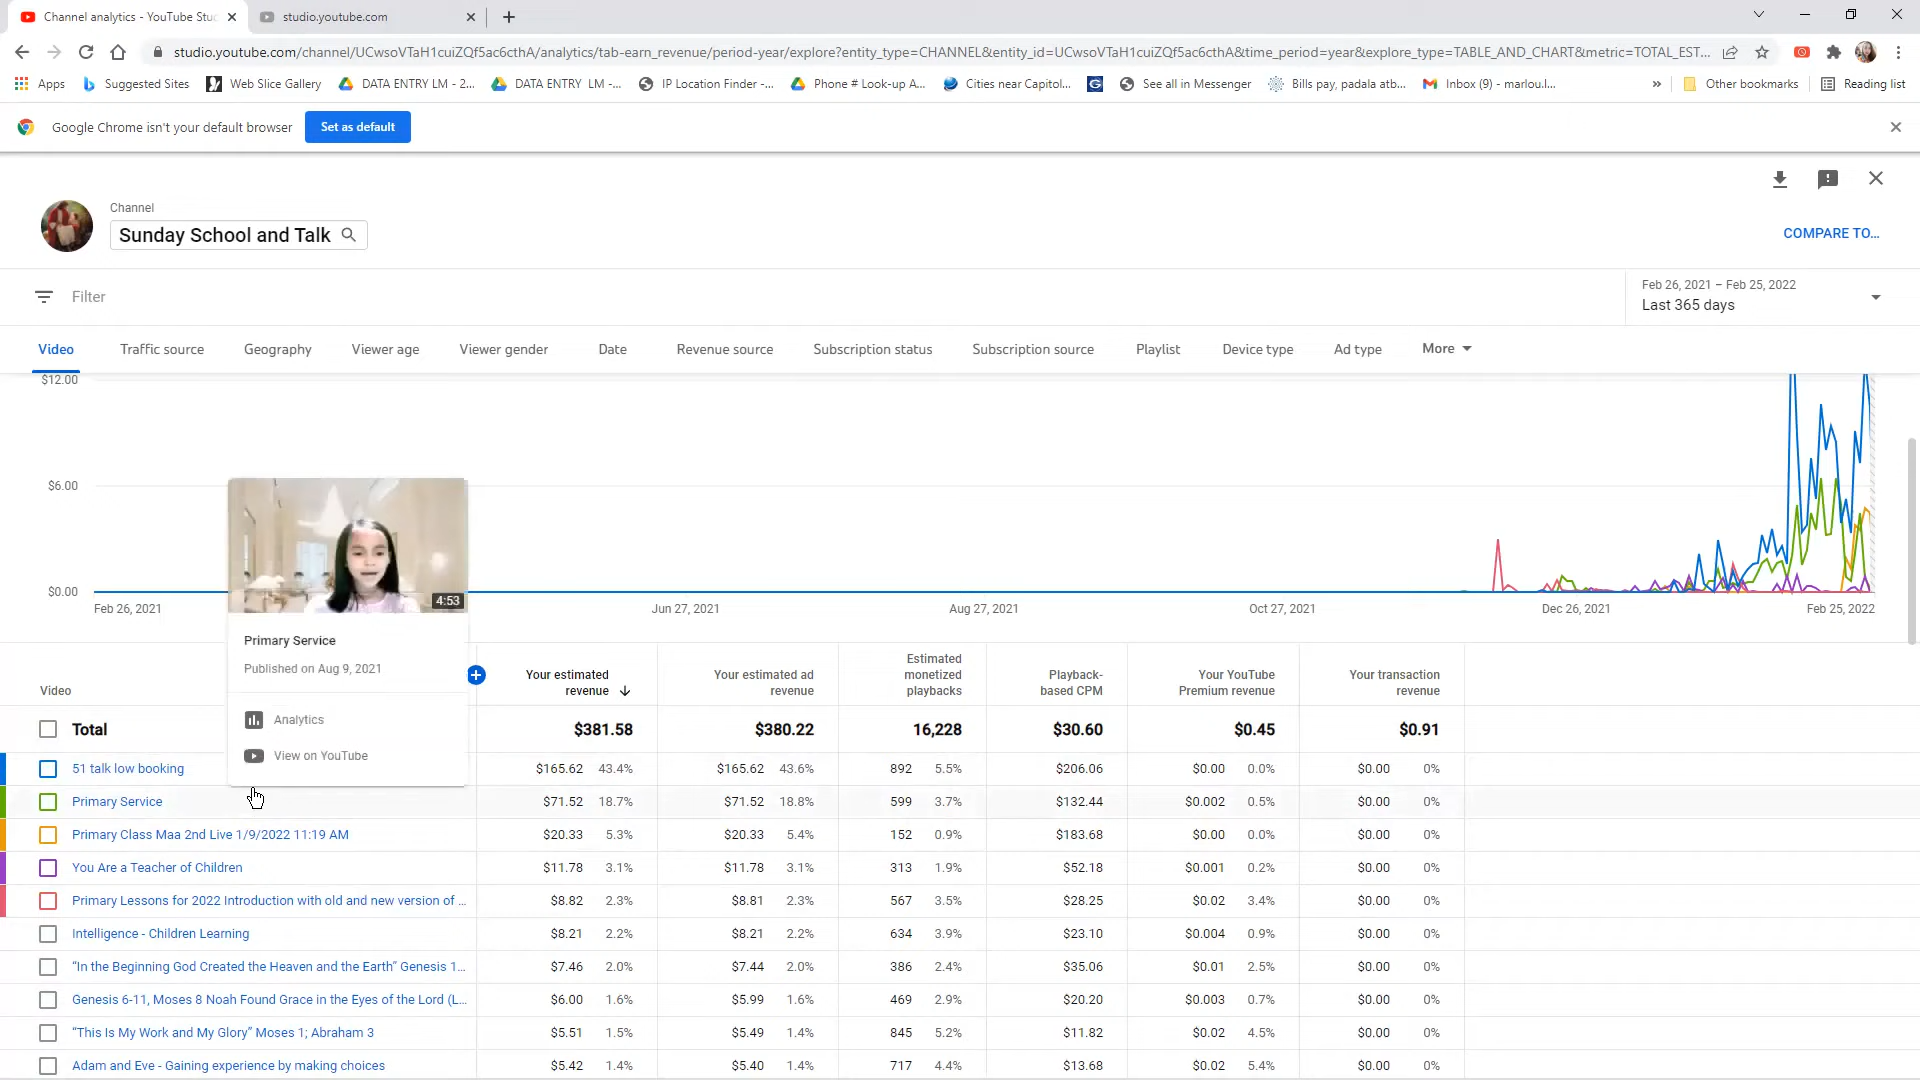 Channel analytics - YouTube Stu
studio.youtube.com
studio.youtube.com/channel/UCwsoVTaH1cuiZQf5ac6cthA/analytics/tab-earn_revenue/period-year/explore?entity_type=CHANNEL&entity_id=UCwsoVTaH1cuiZQf5ac6cthA&time_period=year&explore_type=TABLE_AND_CHART&metric=TOTAL_EST...
Apps Suggested Sites Web Slice Gallery DATA ENTRY LM - 2... DATA ENTRY LM -... IP Location Finder -... Phone # Look-up A... Cities near Capitol... See all in Messenger Bills pay, padala atb... Inbox (9) - marlou.l... » Other bookmarks Reading list
Google Chrome isn't your default browser Set as default
Channel
Sunday School and Talk
COMPARE TO...
Filter
Feb 26, 2021 – Feb 25, 2022
Last 365 days
Video Traffic source Geography Viewer age Viewer gender Date Revenue source Subscription status Subscription source Playlist Device type Ad type More
$12.00
$6.00
$0.00
Feb 26, 2021 Jun 27, 2021 Aug 27, 2021 Oct 27, 2021 Dec 26, 2021 Feb 25, 2022
4:53
Primary Service
Published on Aug 9, 2021
Analytics
View on YouTube
Video Your estimated revenue Your estimated ad revenue Estimated monetized playbacks Playback-based CPM Your YouTube Premium revenue Your transaction revenue
Total $381.58 $380.22 16,228 $30.60 $0.45 $0.91
51 talk low booking $165.62 43.4% $165.62 43.6% 892 5.5% $206.06 $0.00 0.0% $0.00 0%
Primary Service $71.52 18.7% $71.52 18.8% 599 3.7% $132.44 $0.002 0.5% $0.00 0%
Primary Class Maa 2nd Live 1/9/2022 11:19 AM $20.33 5.3% $20.33 5.4% 152 0.9% $183.68 $0.00 0.0% $0.00 0%
You Are a Teacher of Children $11.78 3.1% $11.78 3.1% 313 1.9% $52.18 $0.001 0.2% $0.00 0%
Primary Lessons for 2022 Introduction with old and new version of ... $8.82 2.3% $8.81 2.3% 567 3.5% $28.25 $0.02 3.4% $0.00 0%
Intelligence - Children Learning $8.21 2.2% $8.21 2.2% 634 3.9% $23.10 $0.004 0.9% $0.00 0%
“In the Beginning God Created the Heaven and the Earth” Genesis 1... $7.46 2.0% $7.44 2.0% 386 2.4% $35.06 $0.01 2.5% $0.00 0%
Genesis 6-11, Moses 8 Noah Found Grace in the Eyes of the Lord (L... $6.00 1.6% $5.99 1.6% 469 2.9% $20.20 $0.003 0.7% $0.00 0%
“This Is My Work and My Glory” Moses 1; Abraham 3 $5.51 1.5% $5.49 1.4% 845 5.2% $11.82 $0.02 4.5% $0.00 0%
Adam and Eve - Gaining experience by making choices $5.42 1.4% $5.40 1.4% 717 4.4% $13.68 $0.02 5.4% $0.00 0%